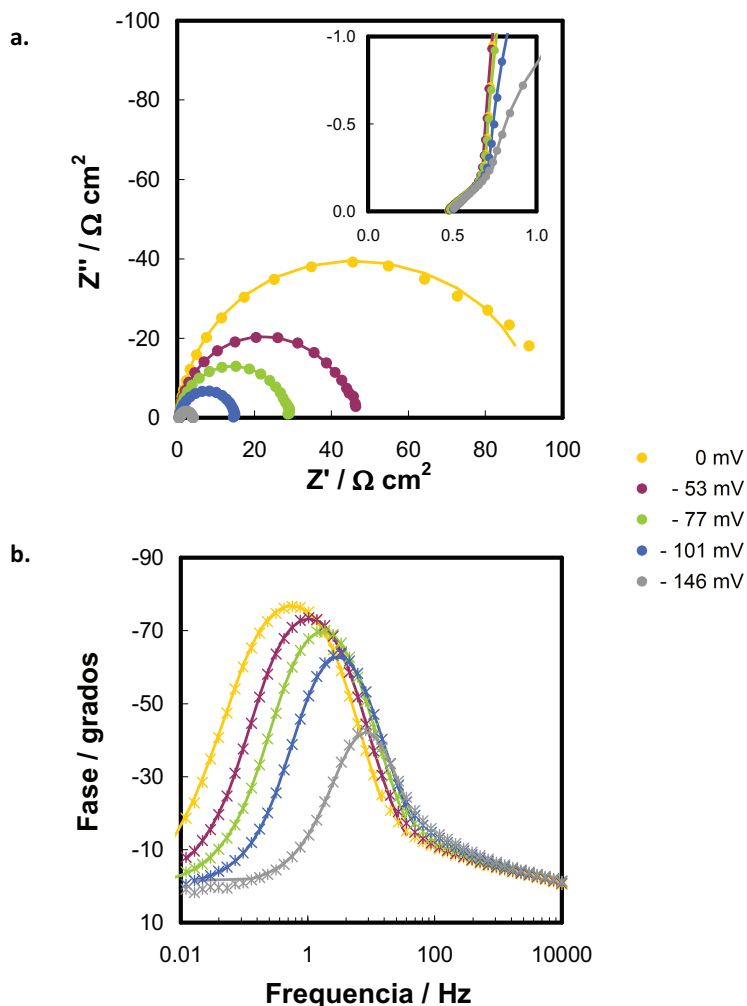 a.
-100
-80
-60
-40
-20
0
Z'' / Ω cm²
0 20 40 60 80 100
Z' / Ω cm²
-1.0
-0.5
0.0
0.0 0.5 1.0
0 mV
- 53 mV
- 77 mV
- 101 mV
- 146 mV
b.
-90
-70
-50
-30
-10
10
Fase / grados
0.01 1 100 10000
Frequencia / Hz